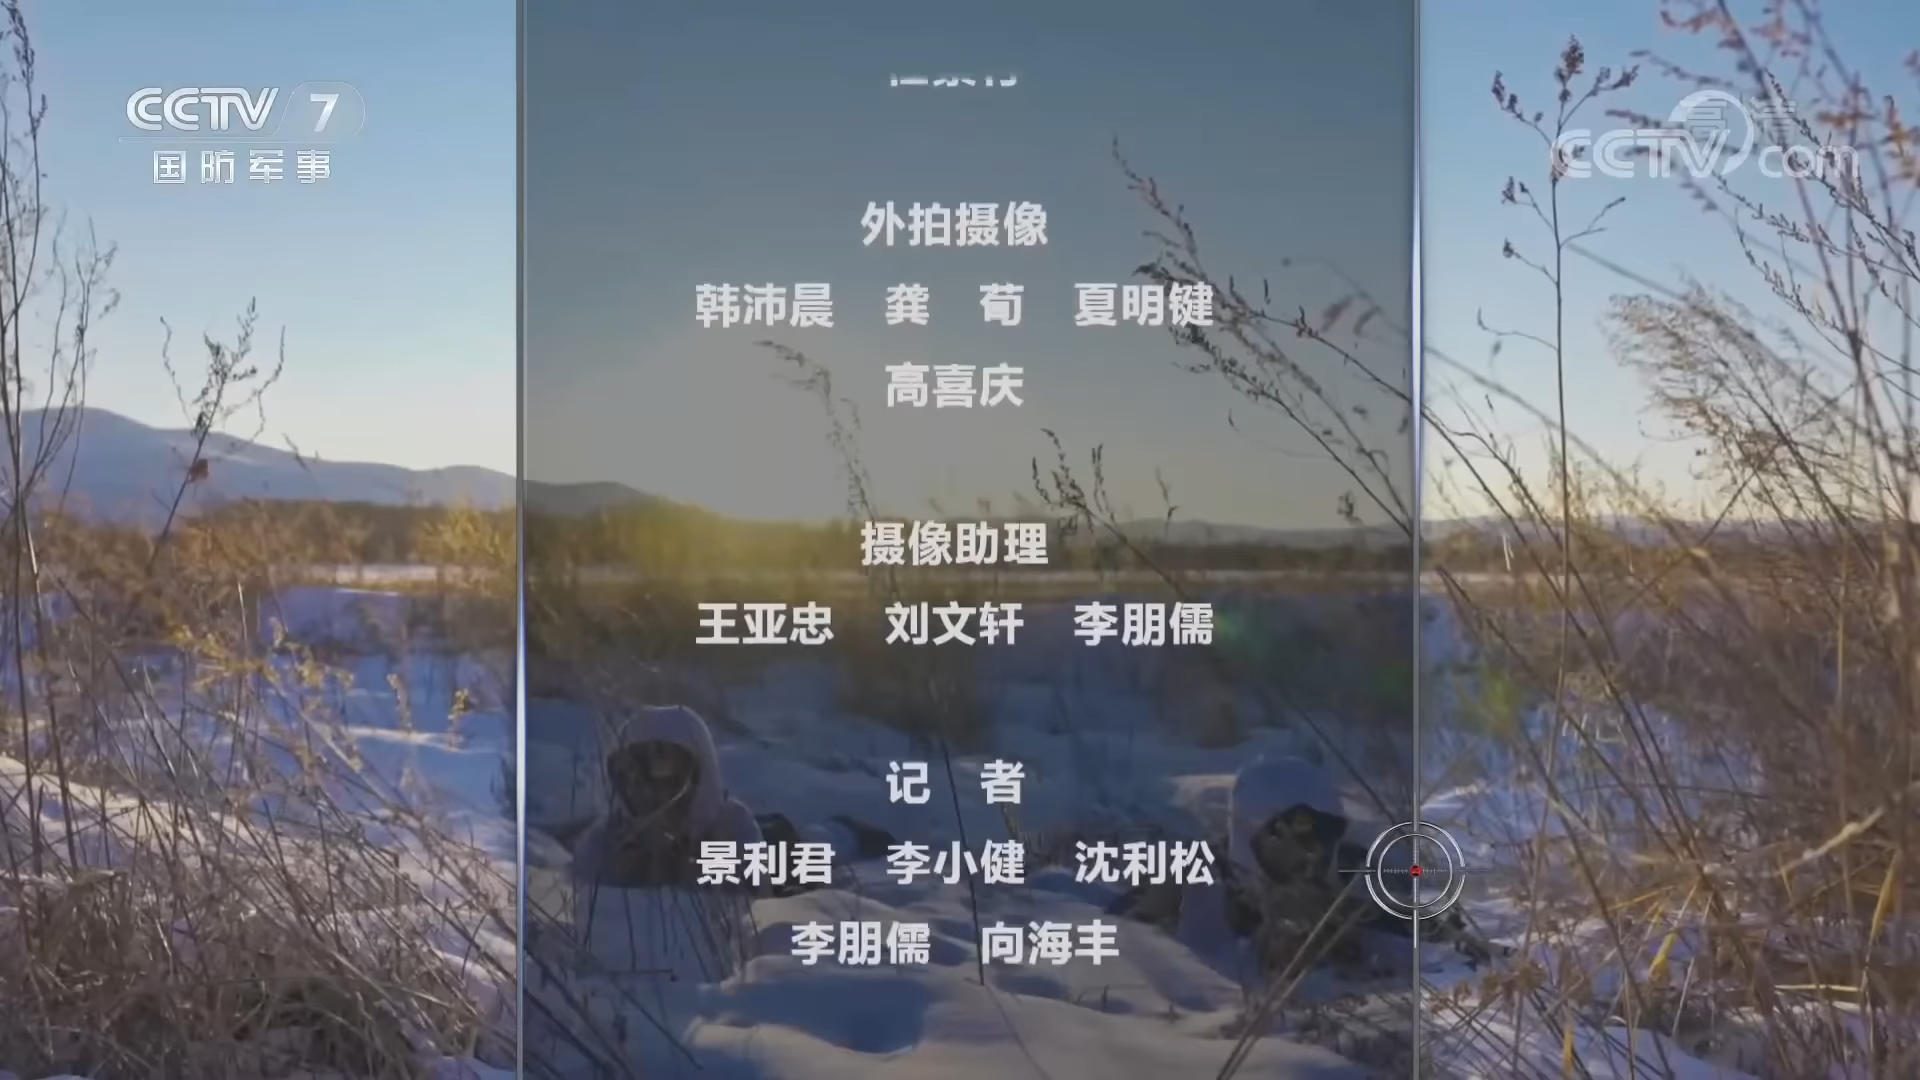 CCTV 7
国防军事
高清
CCTV.com
外拍摄像
韩沛晨 龚 荀 夏明键
高喜庆
摄像助理
王亚忠 刘文轩 李朋儒
记 者
景利君 李小健 沈利松
李朋儒 向海丰